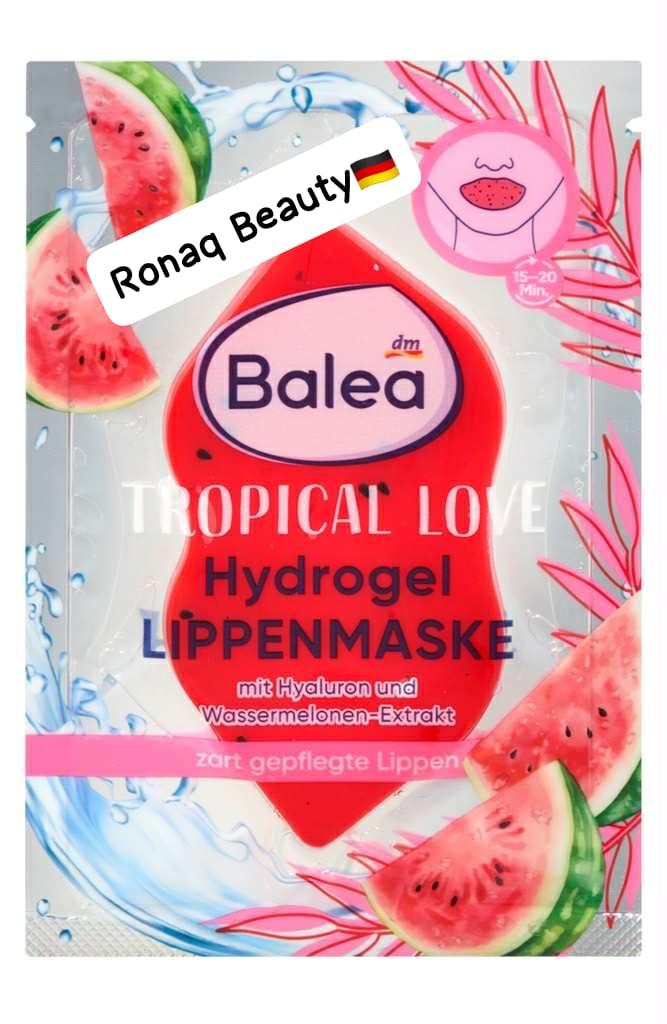 Ronaq Beauty🇩🇪
15–20
Min.
dm
Balea
TROPICAL LOVE
Hydrogel
LIPPENMASKE
mit Hyaluron und
Wassermelonen-Extrakt
zart gepflegte Lippen